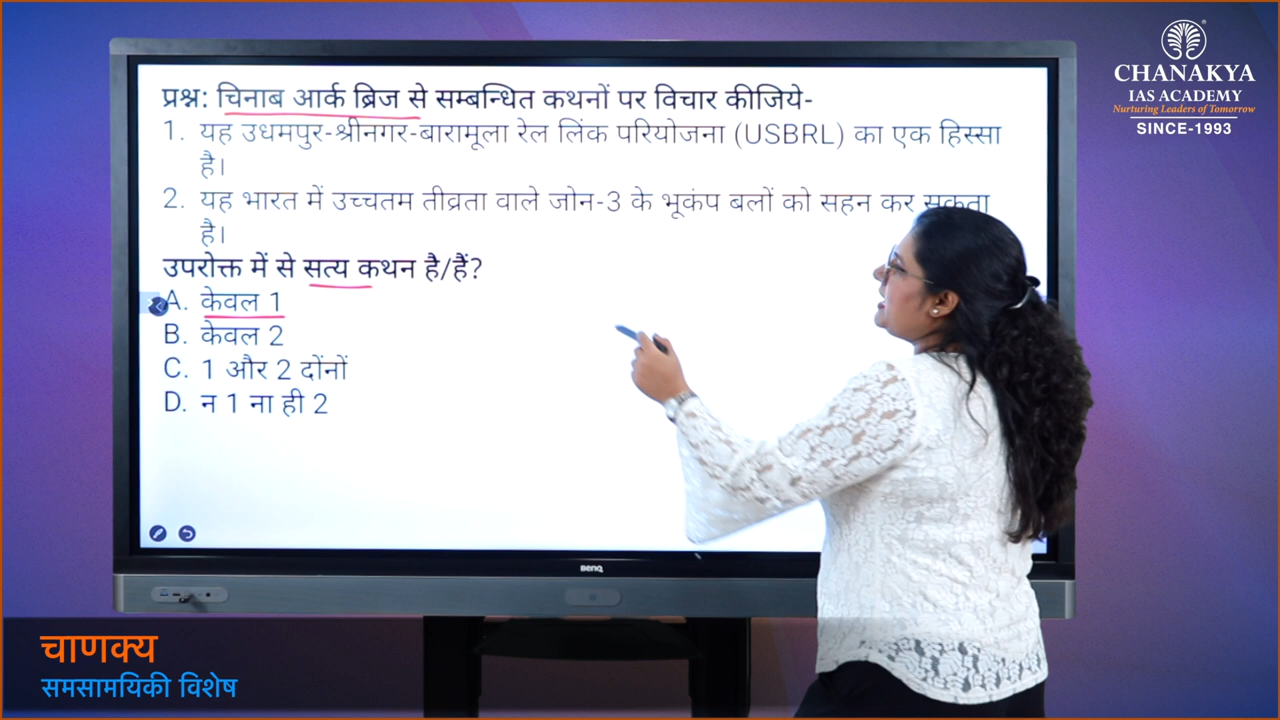 CHANAKYA
IAS ACADEMY
Nurturing Leaders of Tomorrow
SINCE-1993
प्रश्न: चिनाब आर्क ब्रिज से सम्बन्धित कथनों पर विचार कीजिये-
1. यह उधमपुर-श्रीनगर-बारामूला रेल लिंक परियोजना (USBRL) का एक हिस्सा
है।
2. यह भारत में उच्चतम तीव्रता वाले जोन-3 के भूकंप बलों को सहन कर सकता
है।
उपरोक्त में से सत्य कथन है/हैं?
A. केवल 1
B. केवल 2
C. 1 और 2 दोंनों
D. न 1 ना ही 2
BenQ
चाणक्य
समसामयिकी विशेष